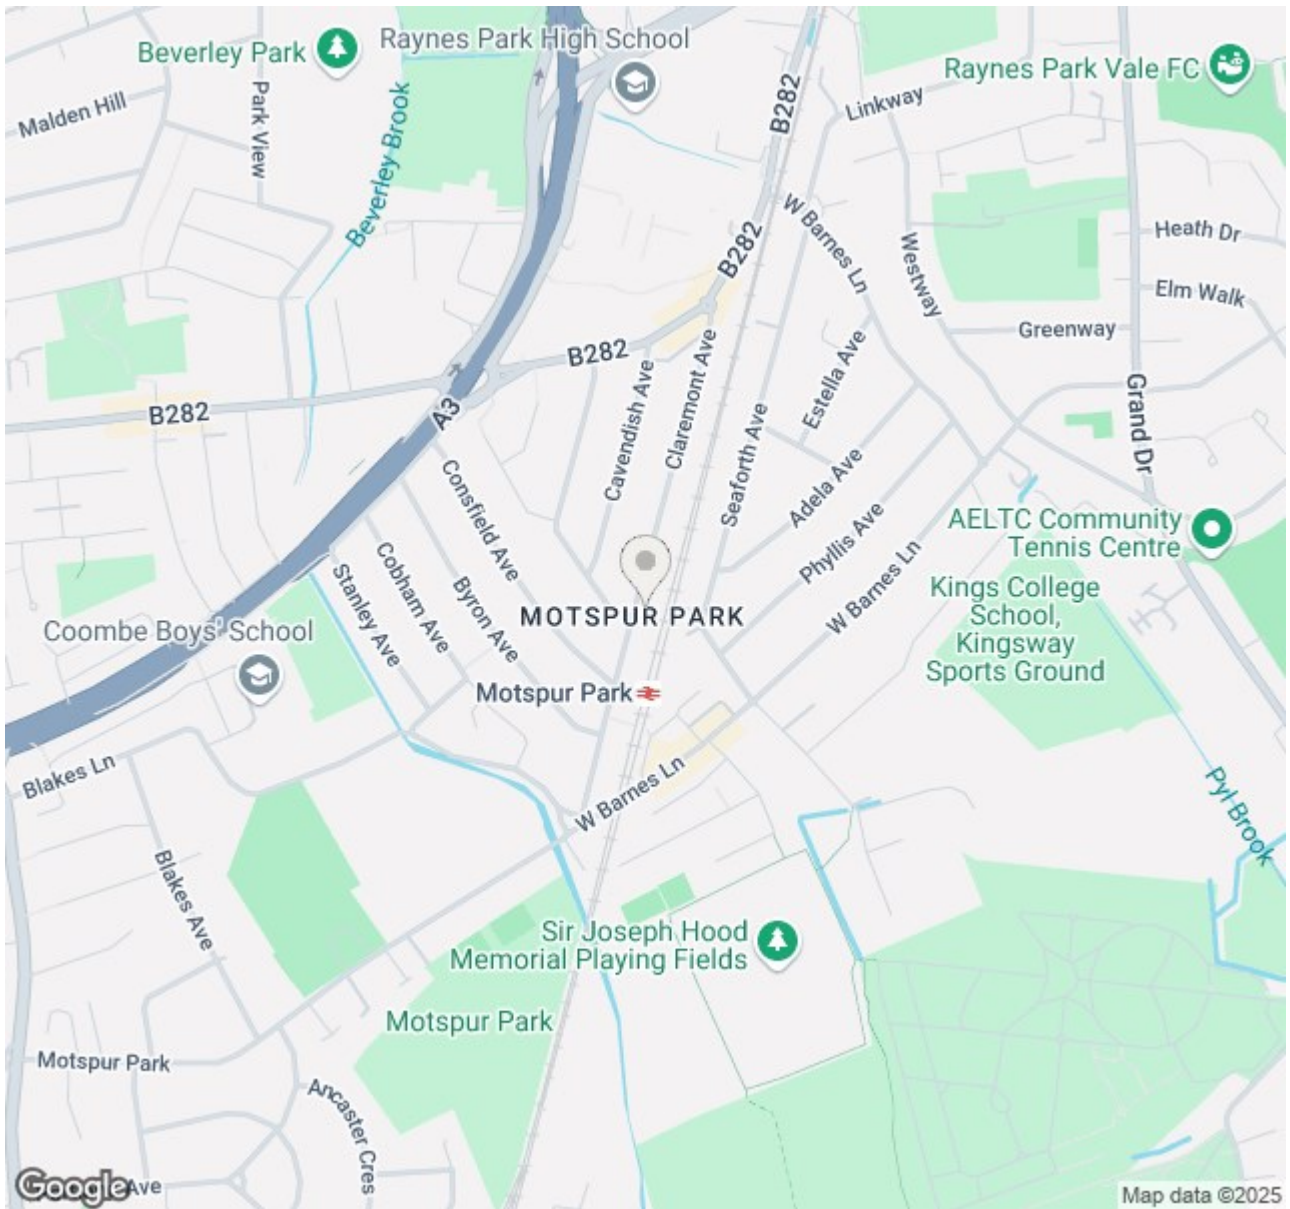 Raynes Park High School
Beverley Park
Raynes Park Vale FC
Malden Hill
Park View
B282
Linkway
Beverley Brook
W Barnes Ln
Heath Dr
B282
Westway
Elm Walk
Greenway
B282
Estella Ave
Claremont Ave
Cavendish Ave
B282
A3
Grand Dr
Seaforth Ave
Consfield Ave
Adela Ave
AELTC Community
Tennis Centre
Phyllis Ave
W Barnes Ln
Cobham Ave
Stanley Ave
Byron Ave
Kings College
School,
Kingsway
Sports Ground
MOTSPUR PARK
Coombe Boys' School
Motspur Park
Blakes Ln
W Barnes Ln
Pyl Brook
Blakes Ave
Sir Joseph Hood
Memorial Playing Fields
Motspur Park
Motspur Park
Ancaster Cres
Google
Ave
Map data ©2025